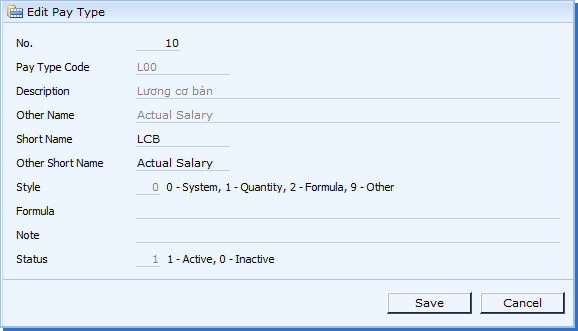 Edit Pay Type
No. 10
Pay Type Code L00
Description Lương cơ bản
Other Name Actual Salary
Short Name LCB
Other Short Name Actual Salary
Style 0 0 - System, 1 - Quantity, 2 - Formula, 9 - Other
Formula
Note
Status 1 1 - Active, 0 - Inactive
Save Cancel